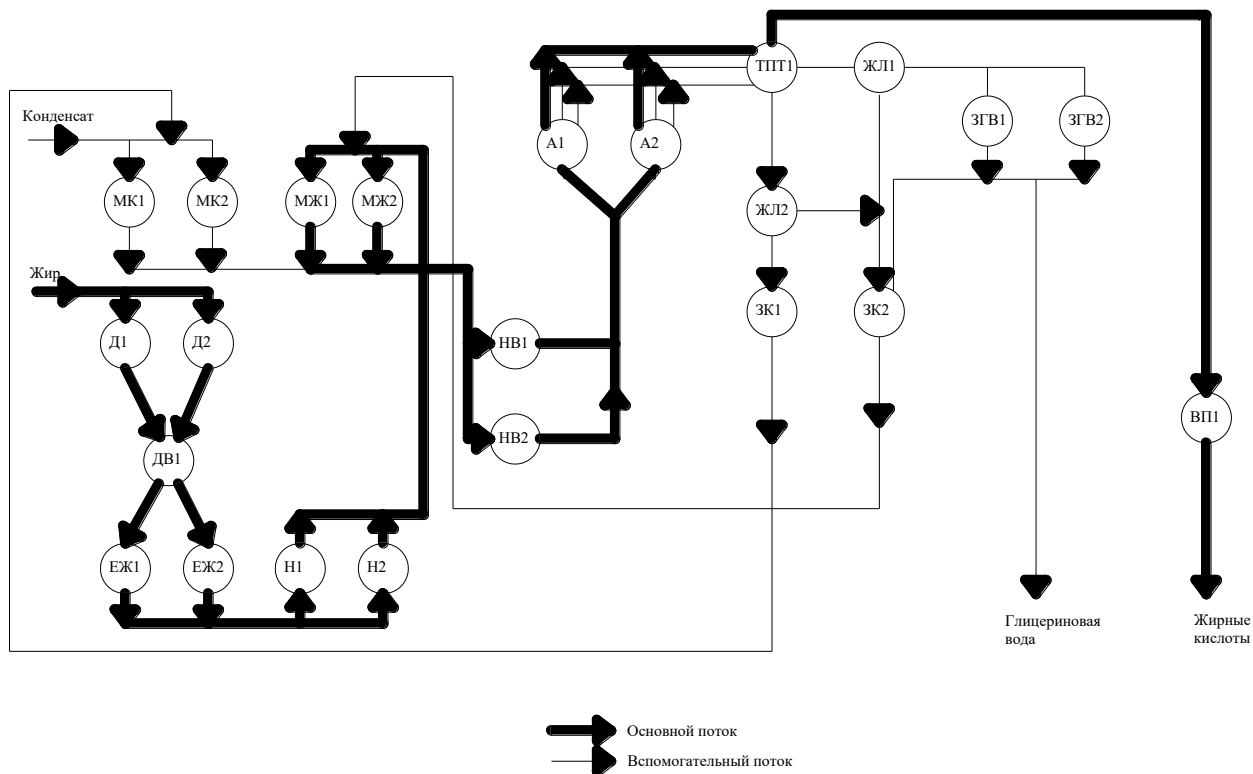 ТПТ1
ЖЛ1
Конденсат
ЗГВ1
ЗГВ2
А1
А2
МК1
МК2
МЖ1
МЖ2
ЖЛ2
Жир
ЗК1
ЗК2
Д1
Д2
НВ1
НВ2
ВП1
ДВ1
ЕЖ1
ЕЖ2
Н1
Н2
Глицериновая
вода
Жирные
кислоты
Основной поток
Вспомогательный поток